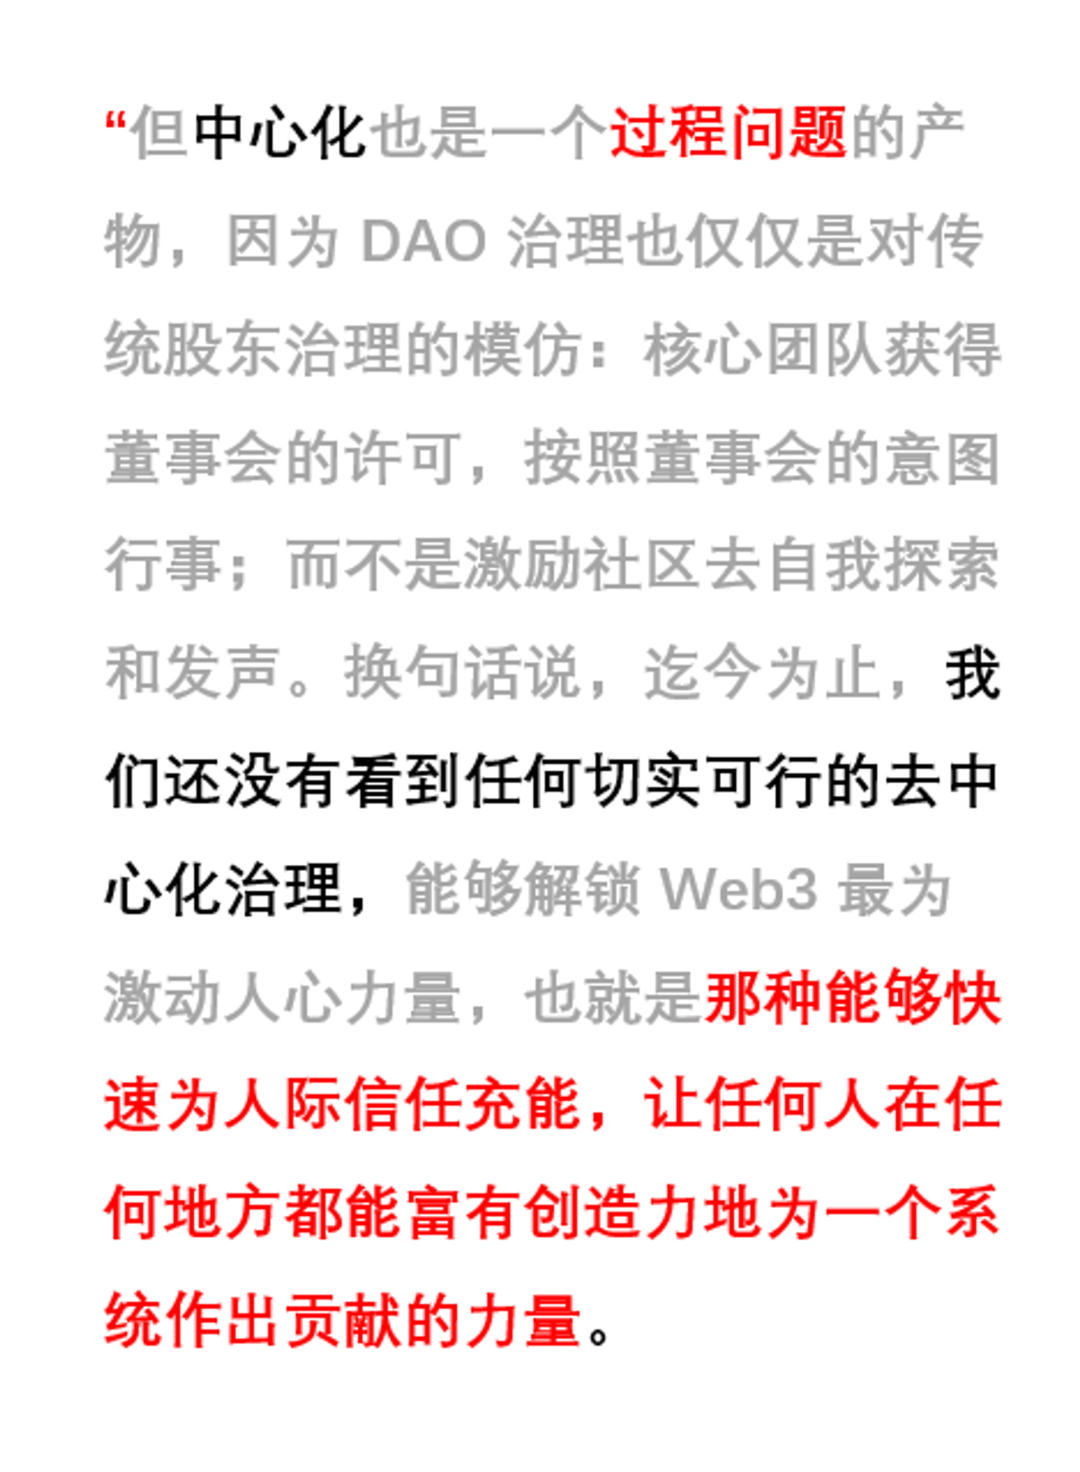 “但中心化也是一个过程问题的产
物，因为 DAO 治理也仅仅是对传
统股东治理的模仿：核心团队获得
董事会的许可，按照董事会的意图
行事；而不是激励社区去自我探索
和发声。换句话说，迄今为止，我
们还没有看到任何切实可行的去中
心化治理，能够解锁 Web3 最为
激动人心力量，也就是那种能够快
速为人际信任充能，让任何人在任
何地方都能富有创造力地为一个系
统作出贡献的力量。